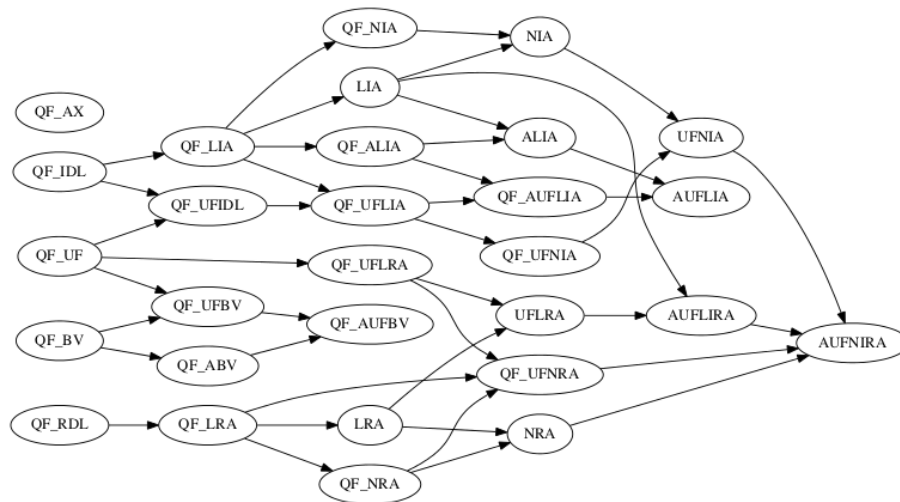 QF_NIA
NIA
LIA
QF_AX
UFNIA
QF_LIA
QF_ALIA
ALIA
QF_IDL
QF_UFIDL
QF_UFLIA
QF_AUFLIA
AUFLIA
QF_UF
QF_UFLRA
QF_UFNIA
QF_UFBV
QF_AUFBV
UFLRA
AUFLIRA
QF_BV
QF_ABV
AUFNIRA
QF_UFNRA
QF_RDL
QF_LRA
LRA
NRA
QF_NRA